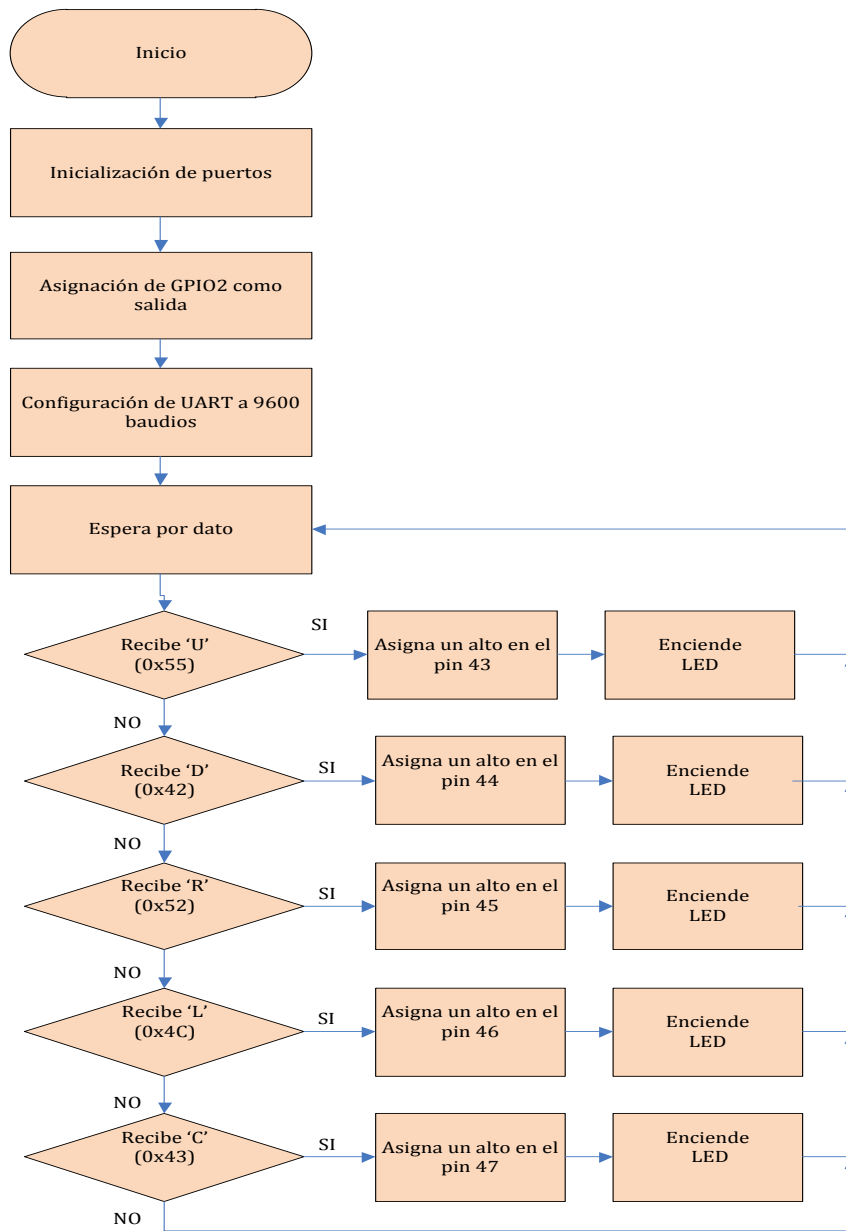 Inicio
Inicialización de puertos
Asignación de GPIO2 como
salida
Configuración de UART a 9600
baudios
Espera por dato
Recibe ‘U’
(0x55)
SI
Asigna un alto en el
pin 43
Enciende
LED
NO
Recibe ‘D’
(0x42)
SI
Asigna un alto en el
pin 44
Enciende
LED
NO
Recibe ‘R’
(0x52)
SI
Asigna un alto en el
pin 45
Enciende
LED
NO
Recibe ‘L’
(0x4C)
SI
Asigna un alto en el
pin 46
Enciende
LED
NO
Recibe ‘C’
(0x43)
SI
Asigna un alto en el
pin 47
Enciende
LED
NO